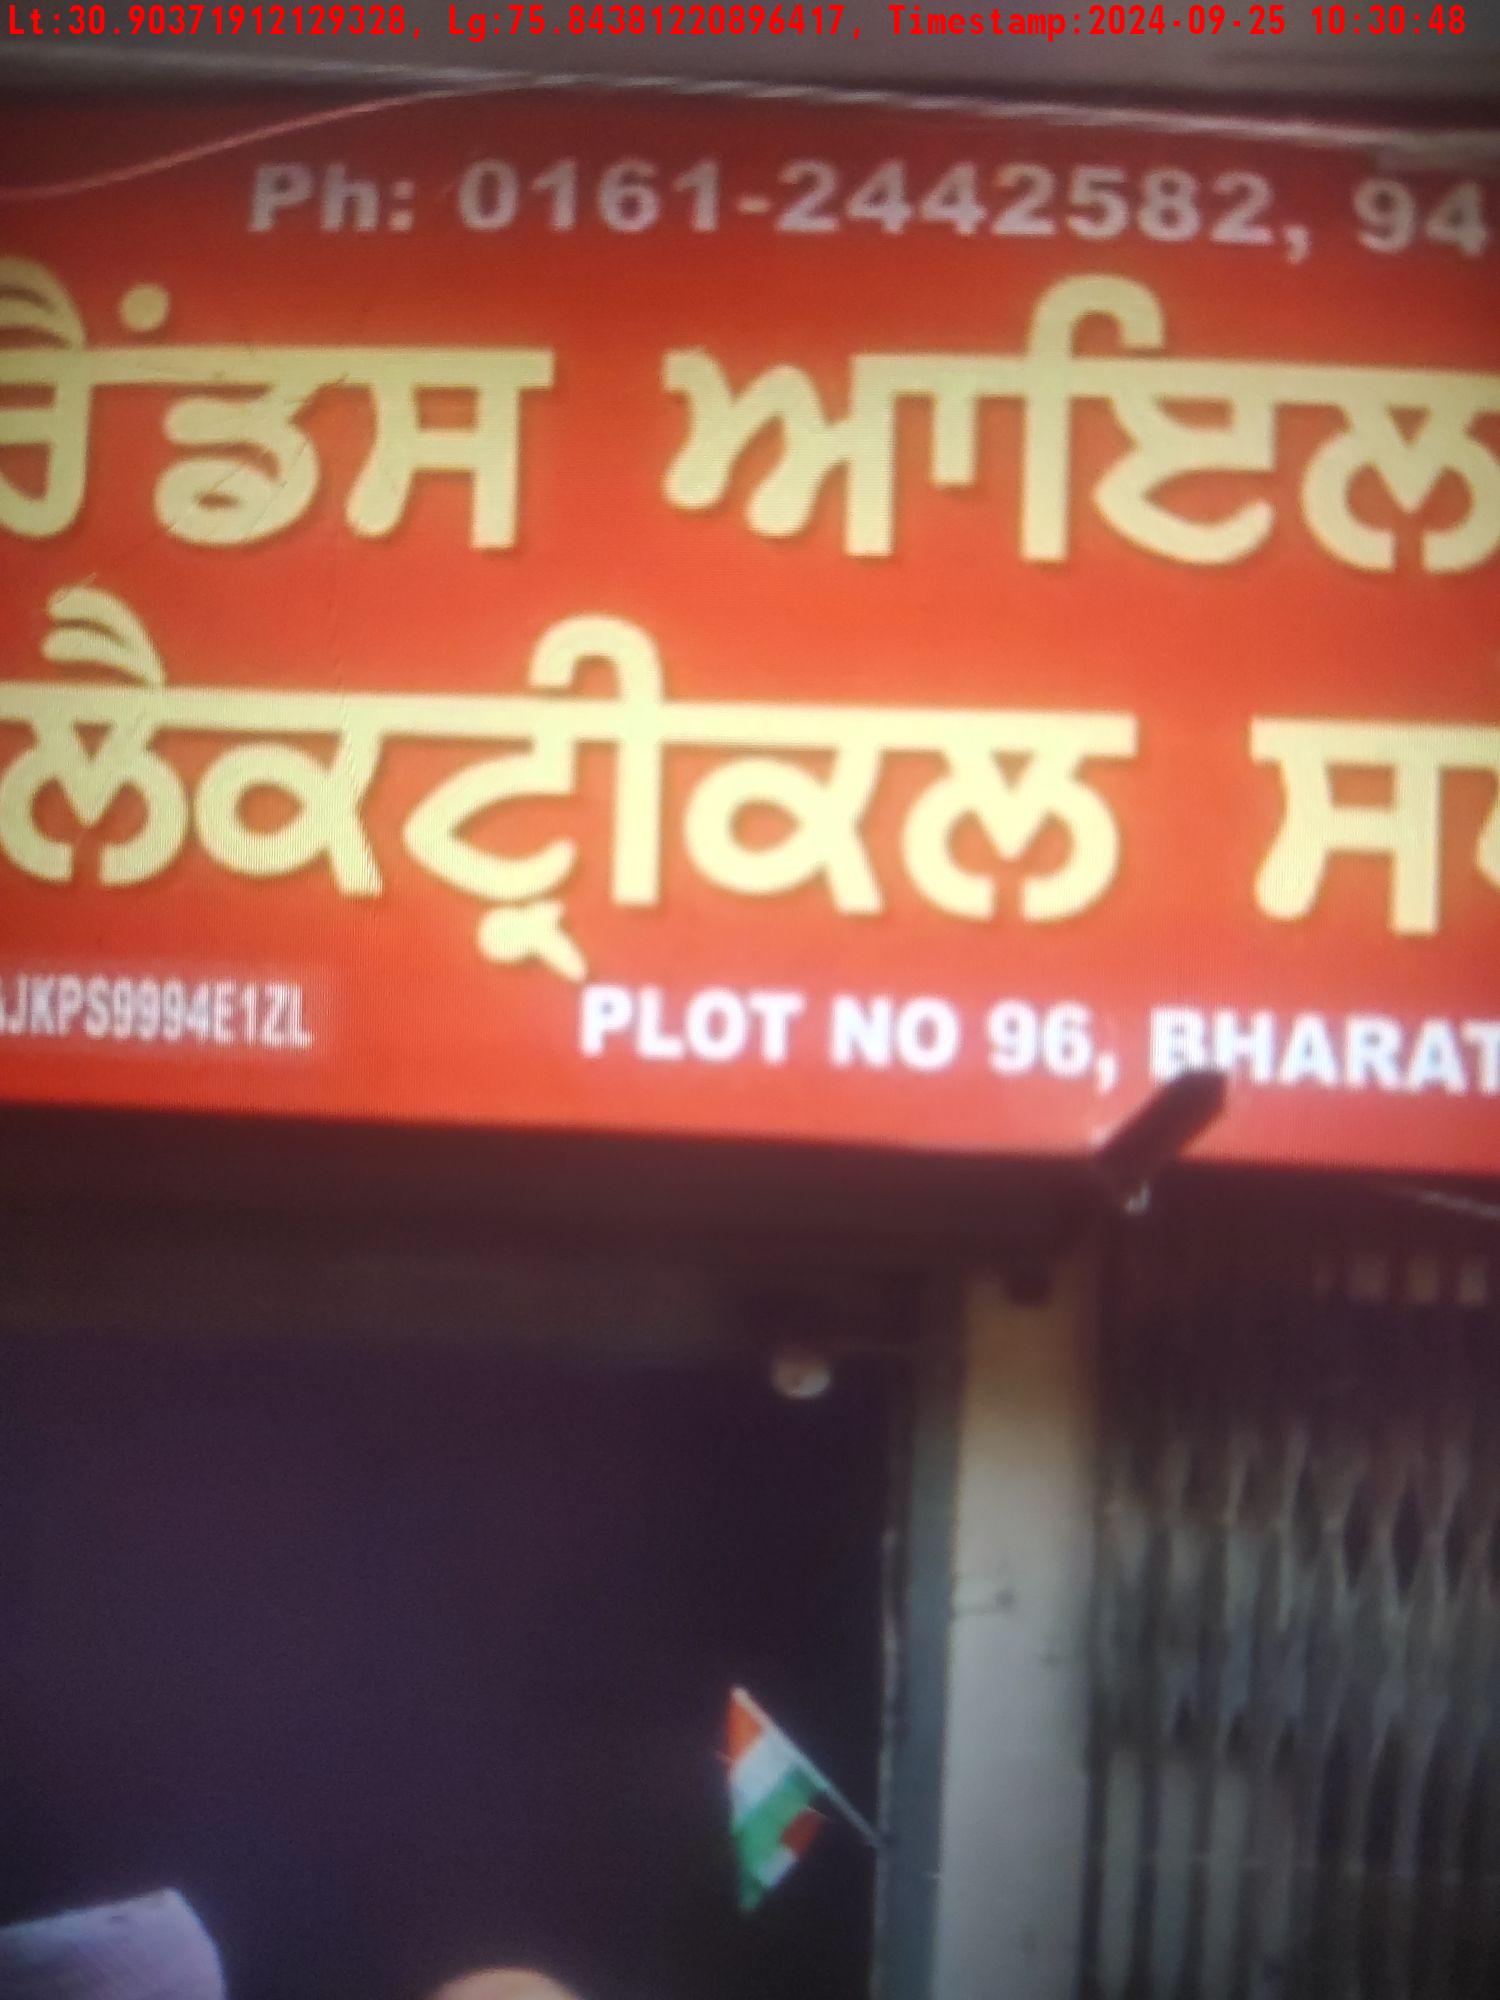 Lt:30.90371912129328, Lg:75.84381220896417, Timestamp:2024-09-25 10:30:48
Ph: 0161-2442582, 94
ਰੈਂਡਸ ਆਇਲ
ਲੈਕਟ੍ਰੀਕਲ ਸ
JKPS9994E1ZL
PLOT NO 96, BHARAT